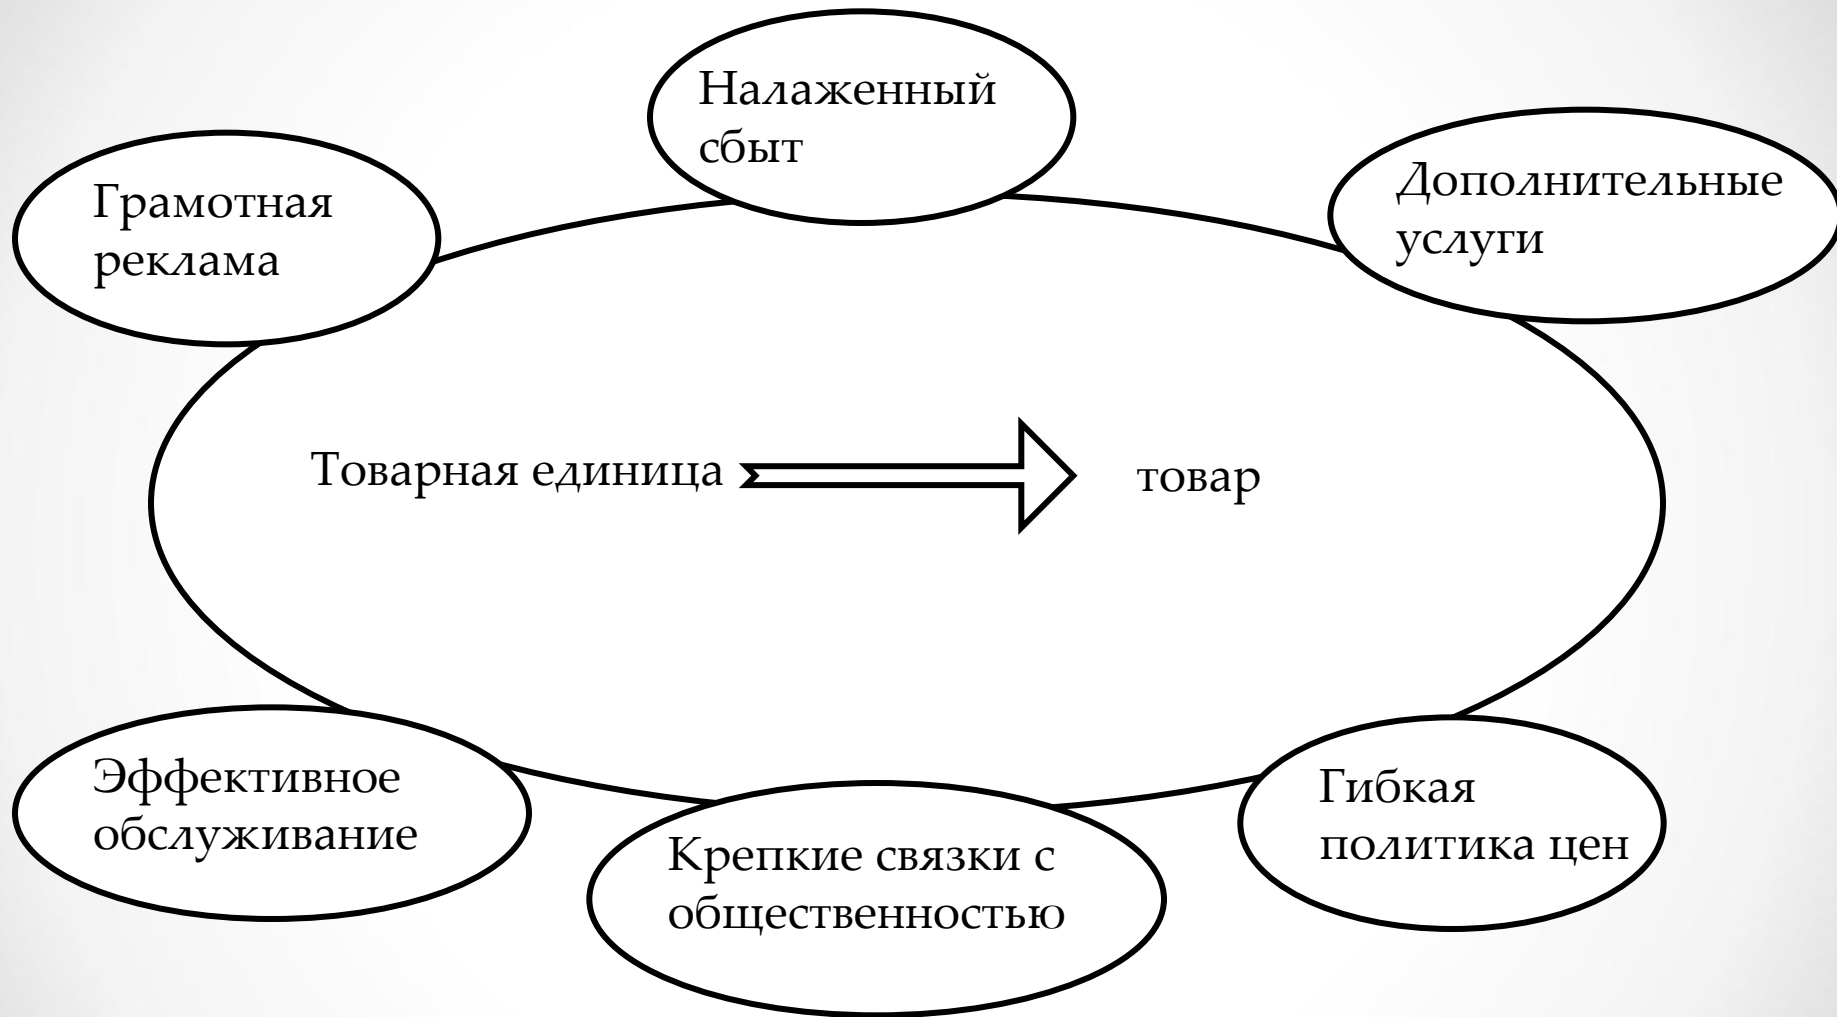 Налаженный
сбыт
Грамотная
реклама
Дополнительные
услуги
Товарная единица
товар
Эффективное
обслуживание
Крепкие связки с
общественностью
Гибкая
политика цен